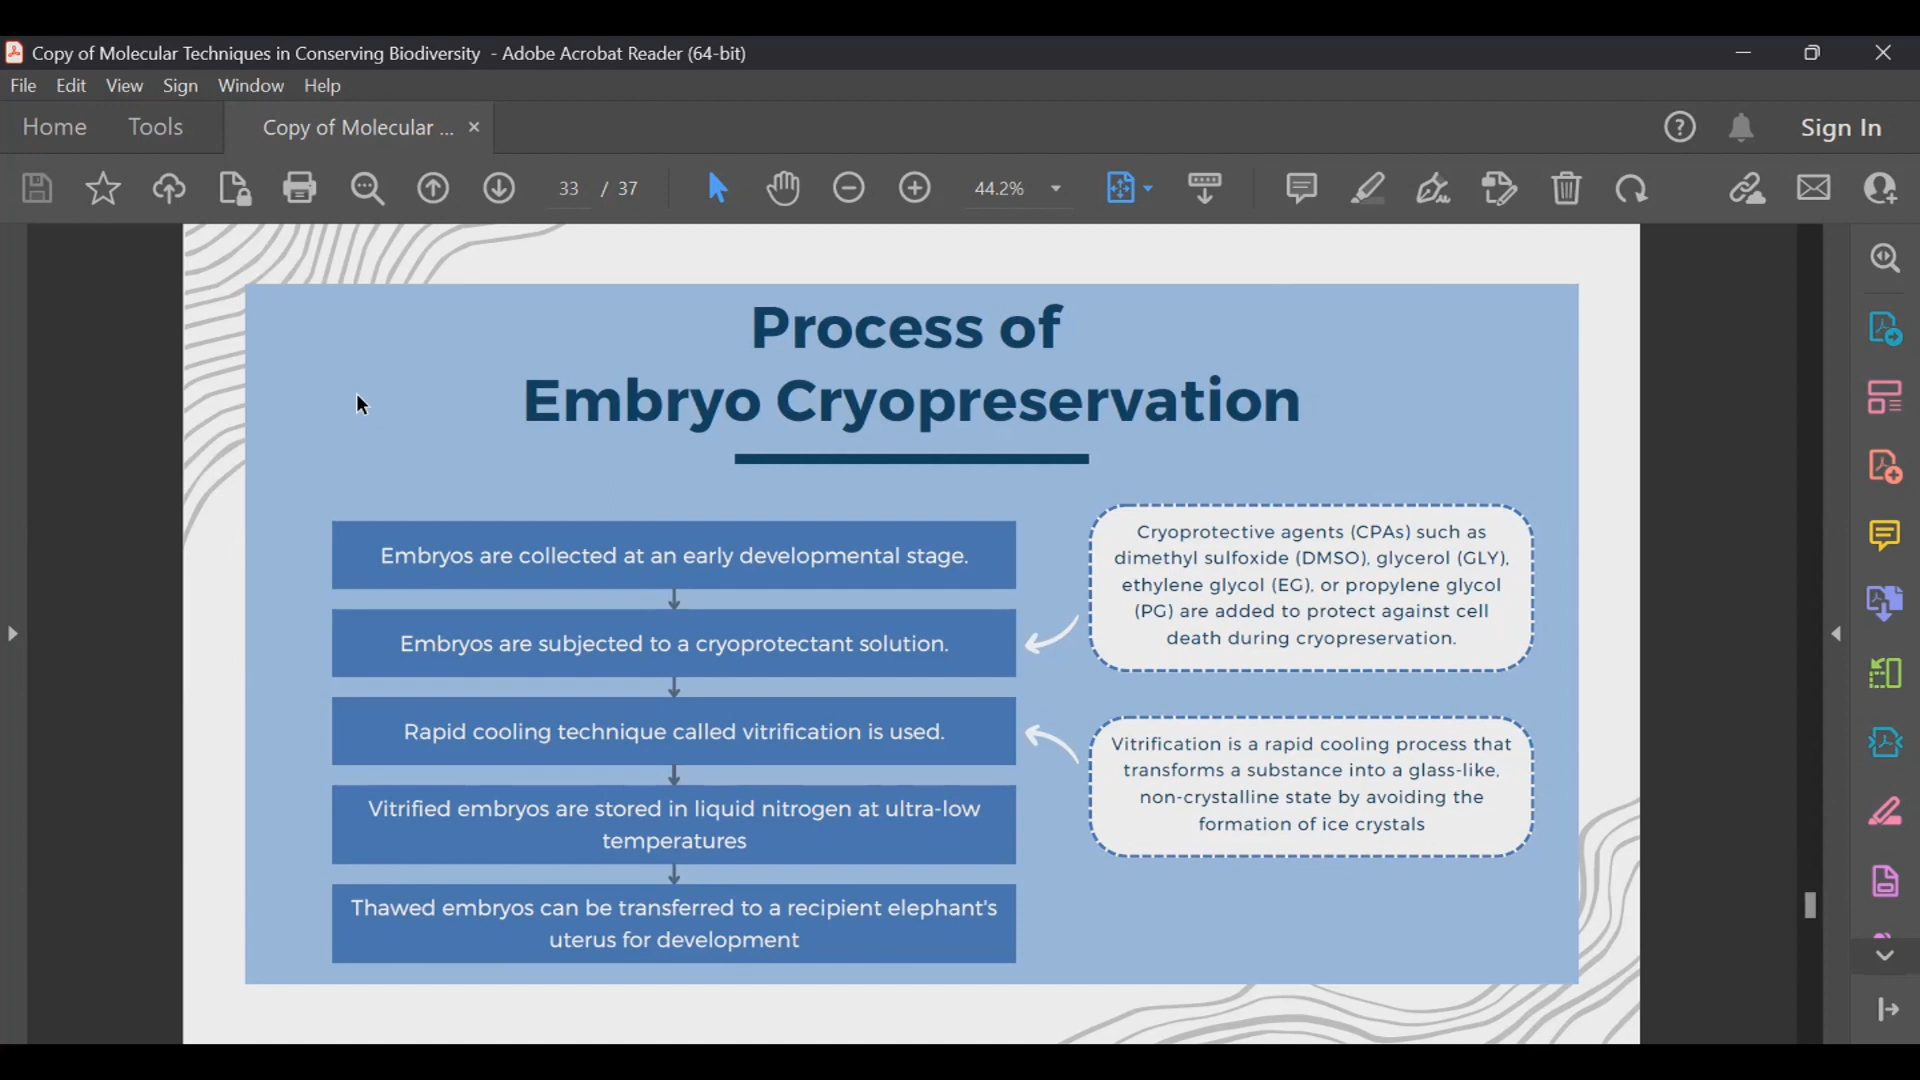 Copy of Molecular Techniques in Conserving Biodiversity - Adobe Acrobat Reader (64-bit)
File Edit View Sign Window Help
Home Tools Copy of Molecular ... × Sign In
33 / 37 44.2%
Process of
Embryo Cryopreservation
Embryos are collected at an early developmental stage.
Embryos are subjected to a cryoprotectant solution.
Rapid cooling technique called vitrification is used.
Vitrified embryos are stored in liquid nitrogen at ultra-low
temperatures
Thawed embryos can be transferred to a recipient elephant's
uterus for development
Cryoprotective agents (CPAs) such as
dimethyl sulfoxide (DMSO), glycerol (GLY),
ethylene glycol (EG), or propylene glycol
(PG) are added to protect against cell
death during cryopreservation.
Vitrification is a rapid cooling process that
transforms a substance into a glass-like,
non-crystalline state by avoiding the
formation of ice crystals